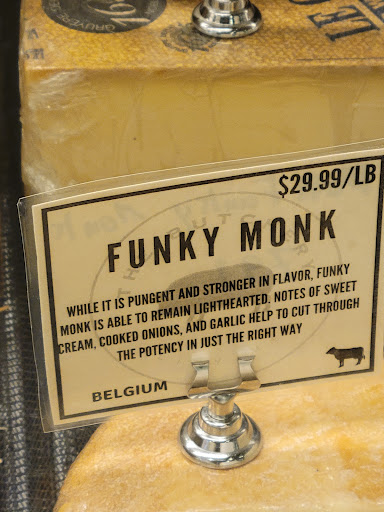 GRUYERE
LE G
$29.99/LB
FUNKY MONK
WHILE IT IS PUNGENT AND STRONGER IN FLAVOR, FUNKY
MONK IS ABLE TO REMAIN LIGHTHEARTED. NOTES OF SWEET
CREAM, COOKED ONIONS, AND GARLIC HELP TO CUT THROUGH
THE POTENCY IN JUST THE RIGHT WAY
BELGIUM